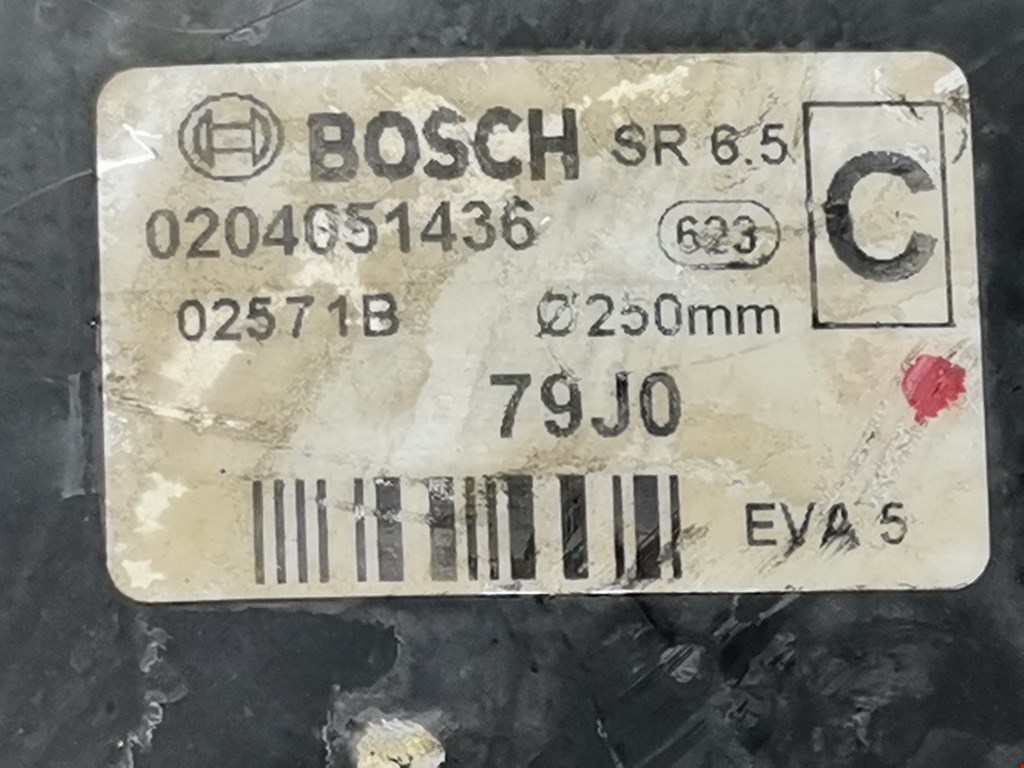 BOSCH SR 6.5 C
0204051436 623
02571B Ø250mm
79J0
EVA 5